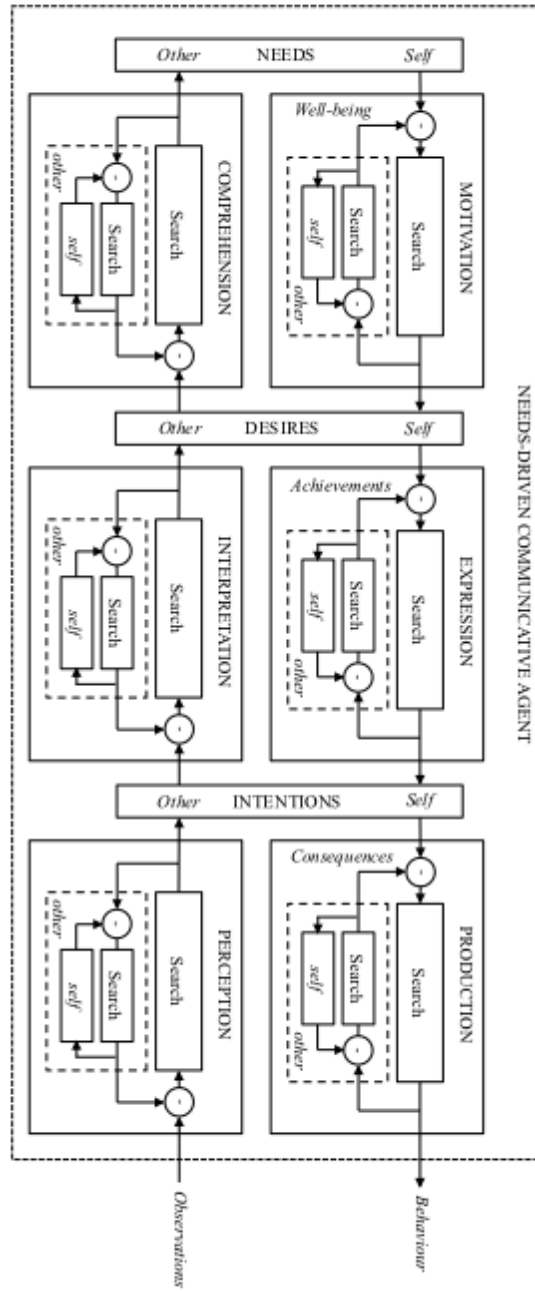 NEEDS-DRIVEN COMMUNICATIVE AGENT
MOTIVATION
Search
Well-being
Search
self
other
EXPRESSION
Search
Achievements
Search
self
other
PRODUCTION
Search
Consequences
Search
self
other
Behaviour
Other NEEDS Self
Other DESIRES Self
Other INTENTIONS Self
COMPREHENSION
Search
Search
self
other
INTERPRETATION
Search
Search
self
other
PERCEPTION
Search
Search
self
other
Observations